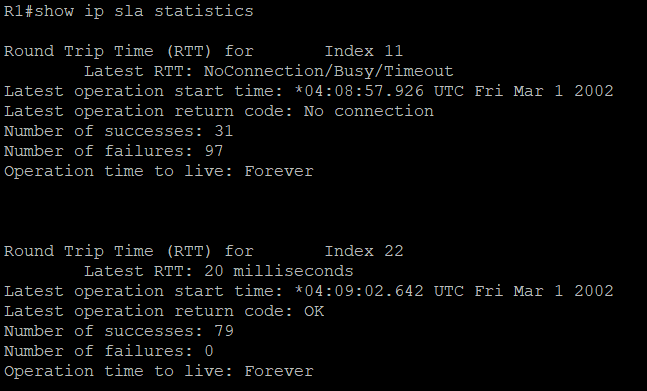 R1#show ip sla statistics
Round Trip Time (RTT) for       Index 11
        Latest RTT: NoConnection/Busy/Timeout
Latest operation start time: *04:08:57.926 UTC Fri Mar 1 2002
Latest operation return code: No connection
Number of successes: 31
Number of failures: 97
Operation time to live: Forever
Round Trip Time (RTT) for       Index 22
        Latest RTT: 20 milliseconds
Latest operation start time: *04:09:02.642 UTC Fri Mar 1 2002
Latest operation return code: OK
Number of successes: 79
Number of failures: 0
Operation time to live: Forever